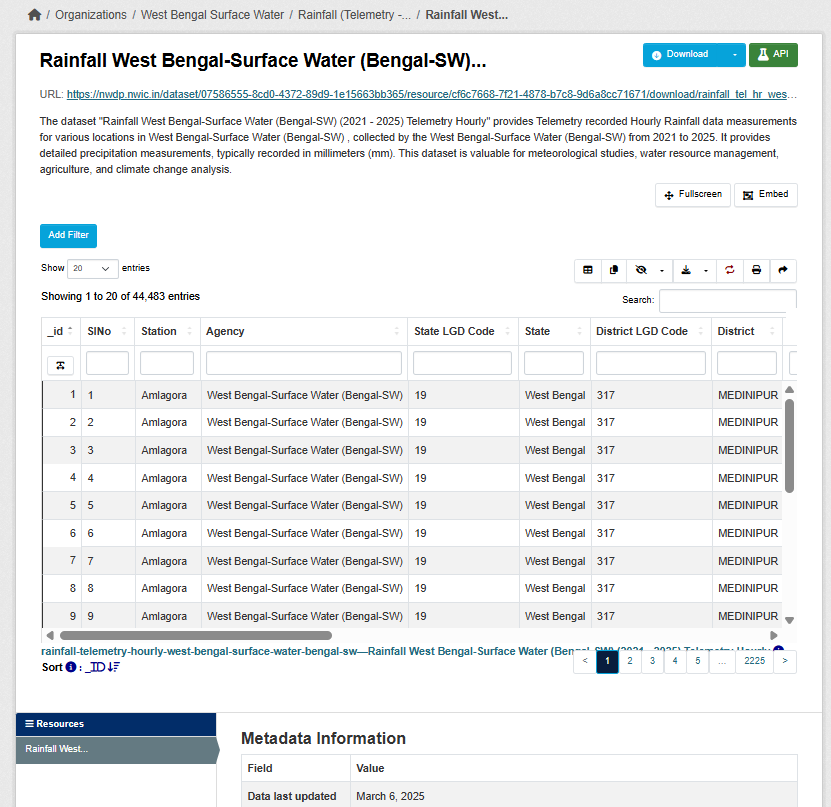 / Organizations / West Bengal Surface Water / Rainfall (Telemetry -... / Rainfall West...
Rainfall West Bengal-Surface Water (Bengal-SW)...
Download
API
URL: https://nwdp.nwic.in/dataset/07586555-8cd0-4372-89d9-1e15663bb365/resource/cf6c7668-7f21-4878-b7c8-9d6a8cc71671/download/rainfall_tel_hr_wes...
The dataset "Rainfall West Bengal-Surface Water (Bengal-SW) (2021 - 2025) Telemetry Hourly" provides Telemetry recorded Hourly Rainfall data measurements
for various locations in West Bengal-Surface Water (Bengal-SW) , collected by the West Bengal-Surface Water (Bengal-SW) from 2021 to 2025. It provides
detailed precipitation measurements, typically recorded in millimeters (mm). This dataset is valuable for meteorological studies, water resource management,
agriculture, and climate change analysis.
Fullscreen
Embed
Add Filter
Show 20 entries
Showing 1 to 20 of 44,483 entries
Search:
_id SlNo Station Agency State LGD Code State District LGD Code District
1 1 Amlagora West Bengal-Surface Water (Bengal-SW) 19 West Bengal 317 MEDINIPUR
2 2 Amlagora West Bengal-Surface Water (Bengal-SW) 19 West Bengal 317 MEDINIPUR
3 3 Amlagora West Bengal-Surface Water (Bengal-SW) 19 West Bengal 317 MEDINIPUR
4 4 Amlagora West Bengal-Surface Water (Bengal-SW) 19 West Bengal 317 MEDINIPUR
5 5 Amlagora West Bengal-Surface Water (Bengal-SW) 19 West Bengal 317 MEDINIPUR
6 6 Amlagora West Bengal-Surface Water (Bengal-SW) 19 West Bengal 317 MEDINIPUR
7 7 Amlagora West Bengal-Surface Water (Bengal-SW) 19 West Bengal 317 MEDINIPUR
8 8 Amlagora West Bengal-Surface Water (Bengal-SW) 19 West Bengal 317 MEDINIPUR
9 9 Amlagora West Bengal-Surface Water (Bengal-SW) 19 West Bengal 317 MEDINIPUR
rainfall-telemetry-hourly-west-bengal-surface-water-bengal-sw—Rainfall West Bengal-Surface Water (Bengal-SW) (2021 - 2025) Telemetry Hourly
Sort : _ID
< 1 2 3 4 5 ... 2225 >
Resources
Rainfall West...
Metadata Information
Field Value
Data last updated March 6, 2025